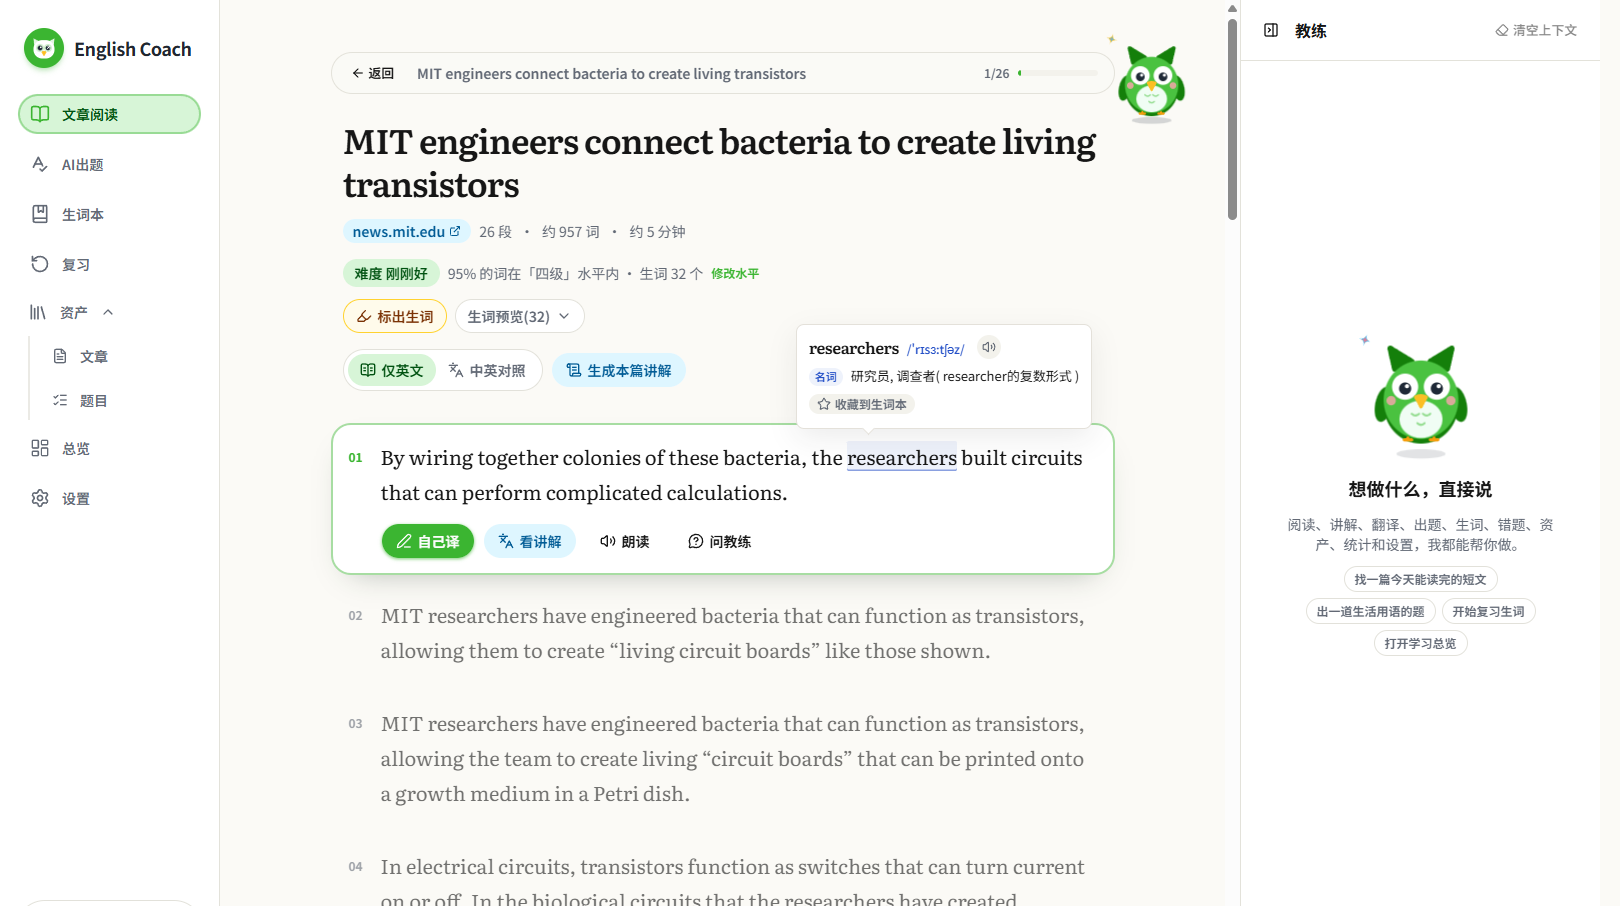 English Coach
文章阅读
AI出题
生词本
复习
资产
文章
题目
总览
设置
返回
MIT engineers connect bacteria to create living transistors
1/26
MIT engineers connect bacteria to create living
transistors
news.mit.edu
26 段 • 约 957 词 • 约 5 分钟
难度 刚刚好
95% 的词在「四级」水平内 • 生词 32 个
修改水平
标出生词
生词预览(32)
仅英文
中英对照
生成本篇讲解
researchers /ˈrɪsɜːtʃəz/
名词 研究员, 调查者( researcher的复数形式 )
收藏到生词本
01
By wiring together colonies of these bacteria, the researchers built circuits
that can perform complicated calculations.
自己译
看讲解
朗读
问教练
02
MIT researchers have engineered bacteria that can function as transistors,
allowing them to create “living circuit boards” like those shown.
03
MIT researchers have engineered bacteria that can function as transistors,
allowing the team to create living “circuit boards” that can be printed onto
a growth medium in a Petri dish.
04
In electrical circuits, transistors function as switches that can turn current
on or off. In the biological circuits that the researchers have created
教练
清空上下文
想做什么，直接说
阅读、讲解、翻译、出题、生词、错题、资
产、统计和设置，我都能帮你做。
找一篇今天能读完的短文
出一道生活用语的题
开始复习生词
打开学习总览